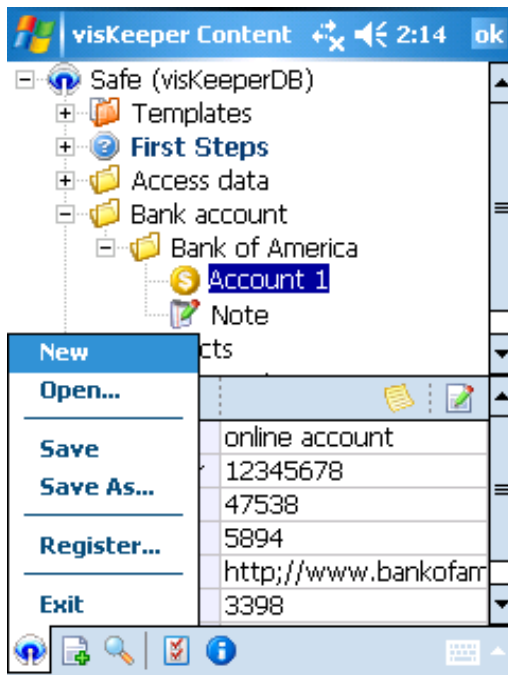 visKeeper Content 2:14 ok
Safe (visKeeperDB)
Templates
First Steps
Access data
Bank account
Bank of America
Account 1
Note
cts
New
Open...
Save
Save As...
Register...
Exit
online account
12345678
47538
5894
http;//www.bankofam
3398